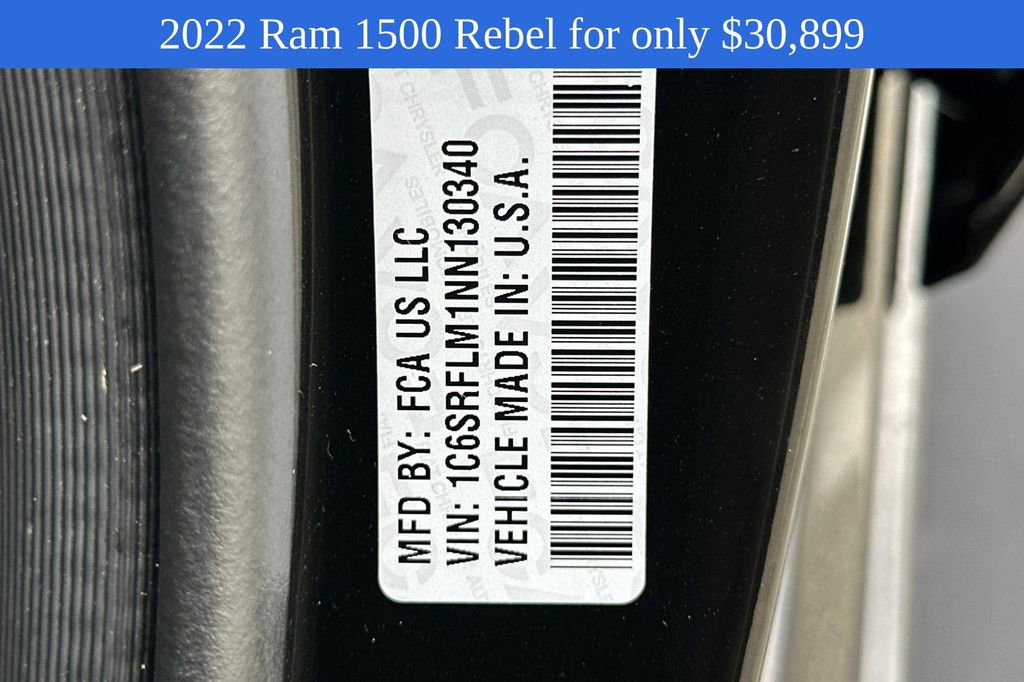 2022 Ram 1500 Rebel for only $30,899
MFD BY: FCA US LLC
VIN: 1C6SRFLM1NN130340
VEHICLE MADE IN: U.S.A.